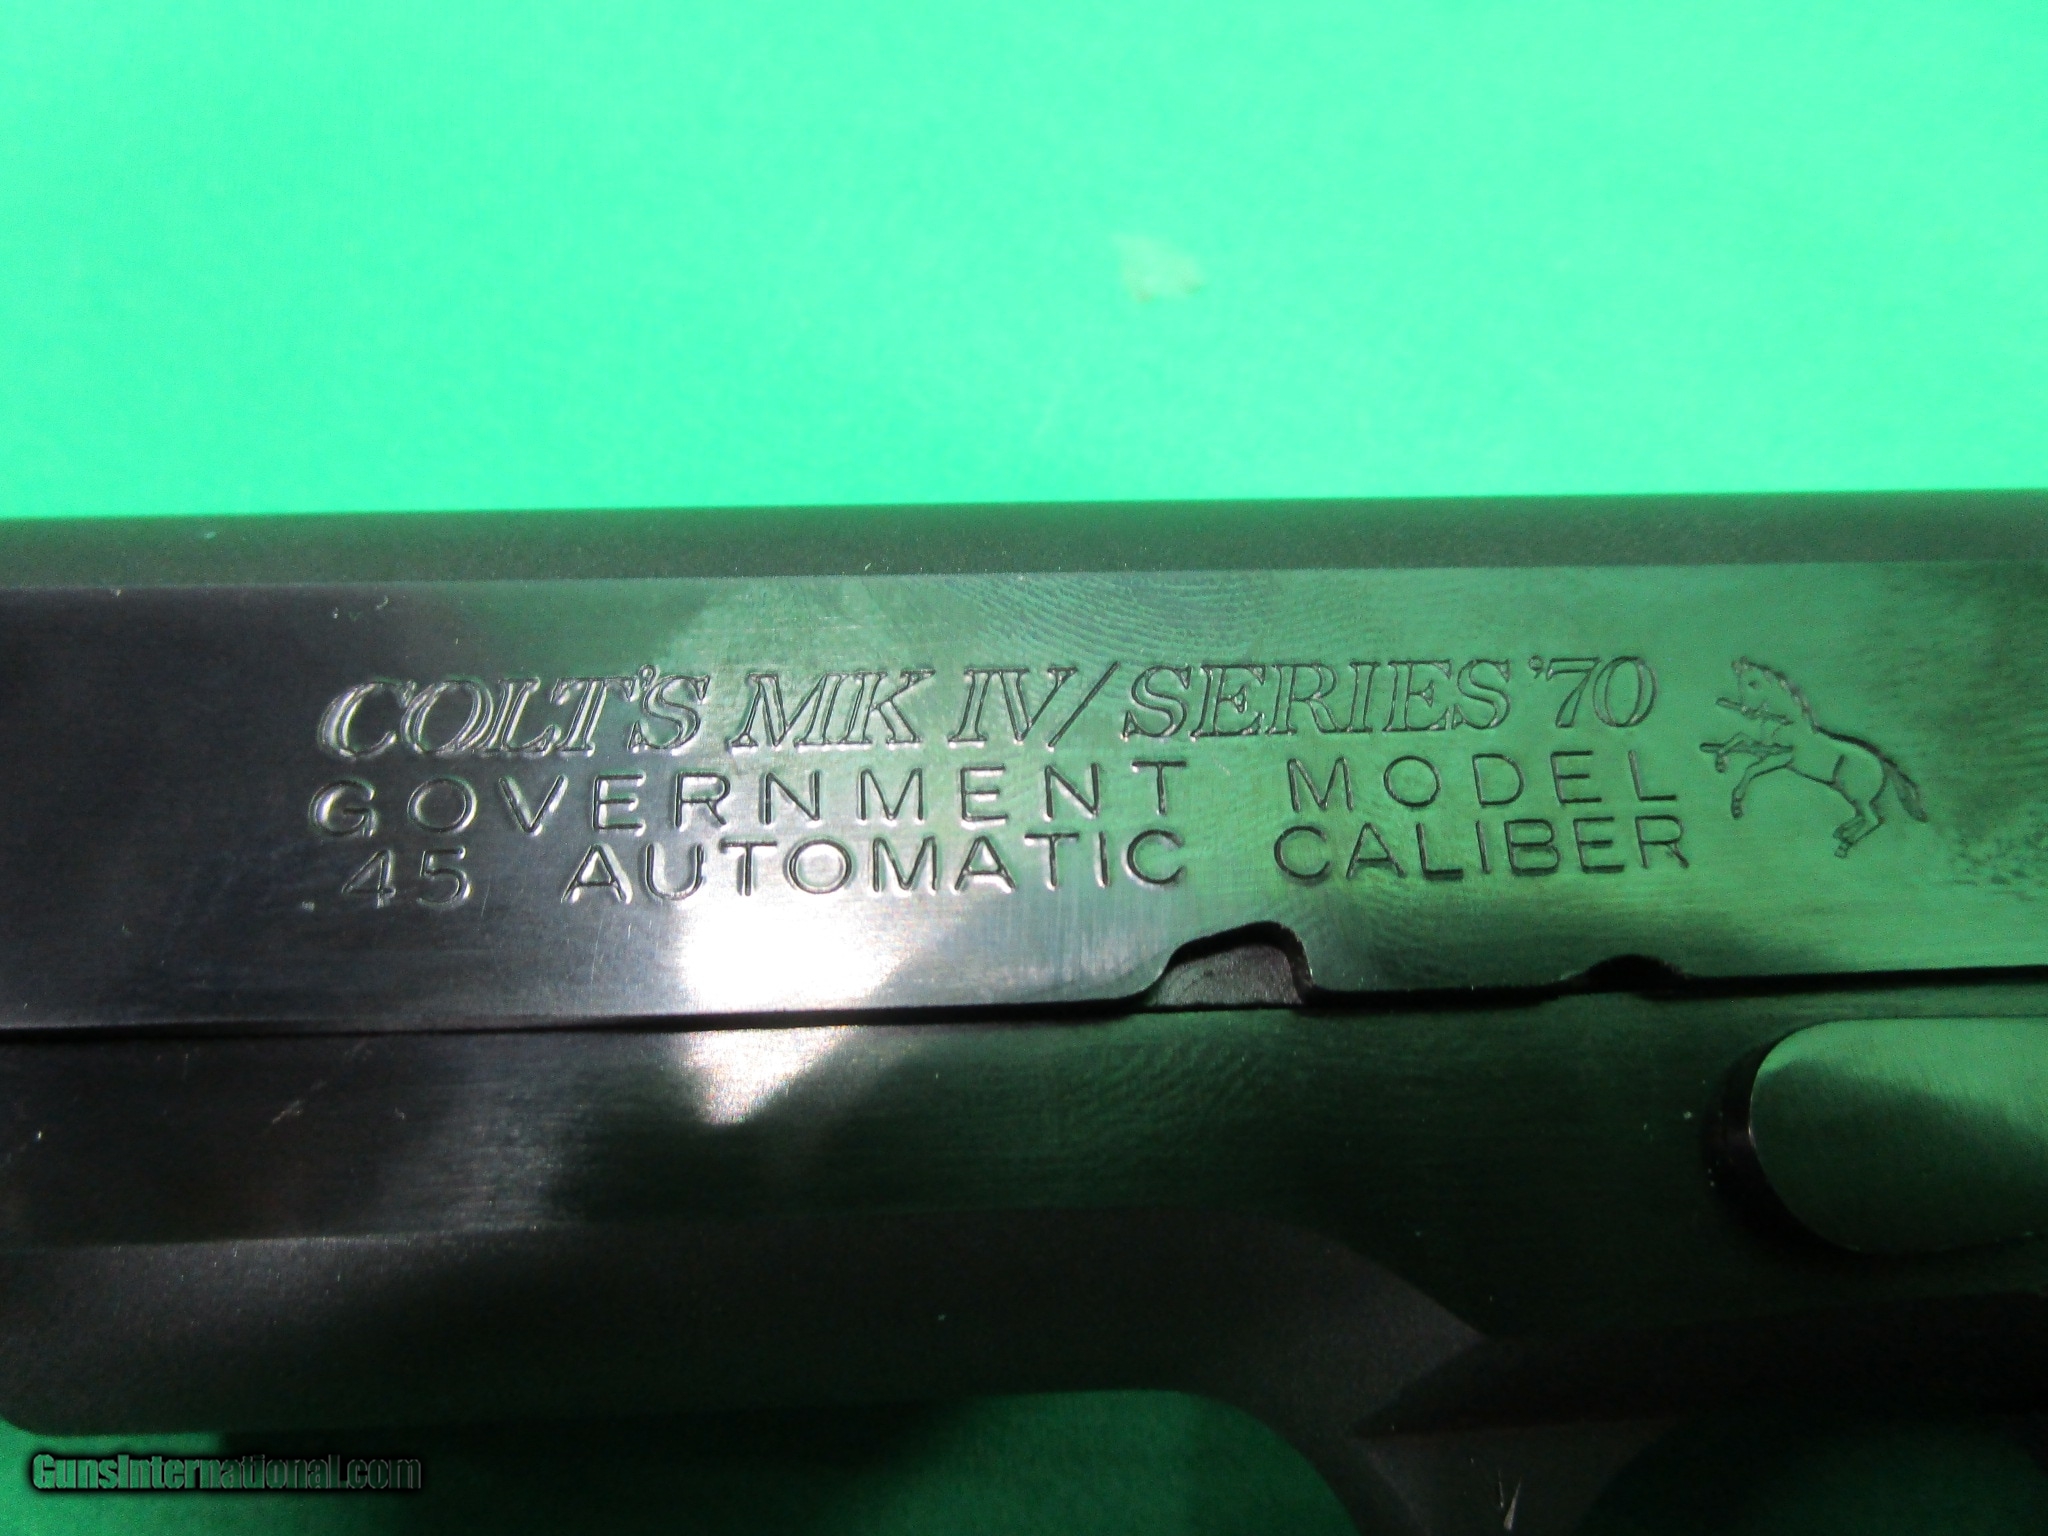 COLT'S MK IV/SERIES '70
GOVERNMENT MODEL
.45 AUTOMATIC CALIBER
GunsInternational.com